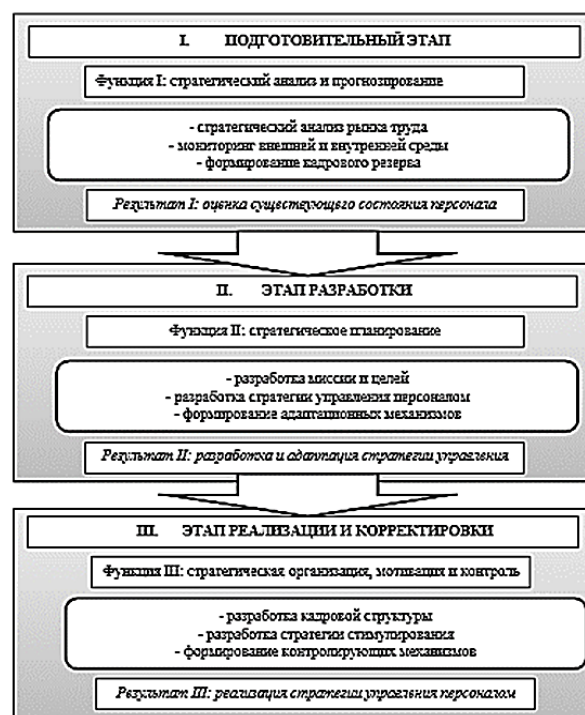 I. ПОДГОТОВИТЕЛЬНЫЙ ЭТАП
Функция I: стратегический анализ и прогнозирование
- стратегический анализ рынка труда
- мониторинг внешней и внутренней среды
- формирование кадрового резерва
Результат I: оценка существующего состояния персонала
II. ЭТАП РАЗРАБОТКИ
Функция II: стратегическое планирование
- разработка миссии и целей
- разработка стратегии управления персоналом
- формирование адаптационных механизмов
Результат II: разработка и адаптация стратегии управления
III. ЭТАП РЕАЛИЗАЦИИ И КОРРЕКТИРОВКИ
Функция III: стратегическая организация, мотивация и контроль
- разработка кадровой структуры
- разработка стратегии стимулирования
- формирование контролирующих механизмов
Результат III: реализация стратегии управления персоналом